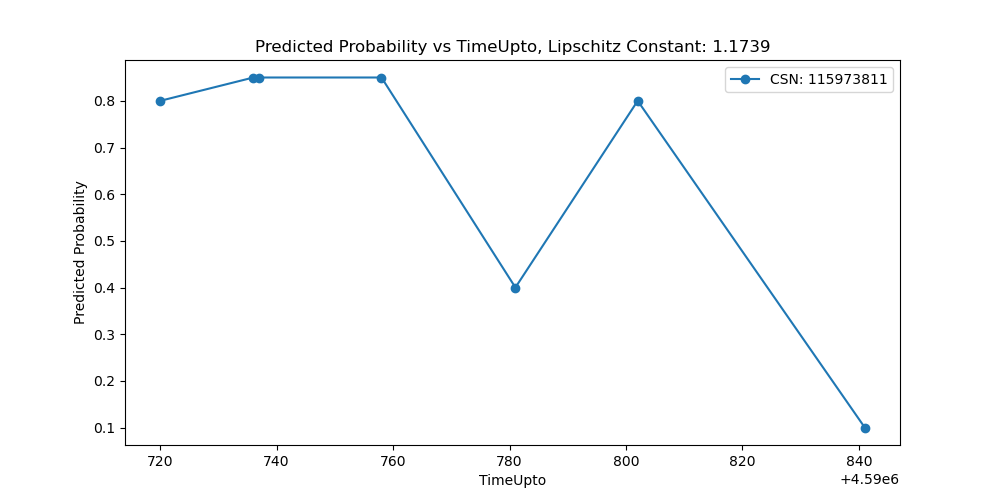 Predicted Probability vs TimeUpto, Lipschitz Constant: 1.1739
CSN: 115973811
Predicted Probability
0.8
0.7
0.6
0.5
0.4
0.3
0.2
0.1
720 740 760 780 800 820 840
TimeUpto
+4.59e6